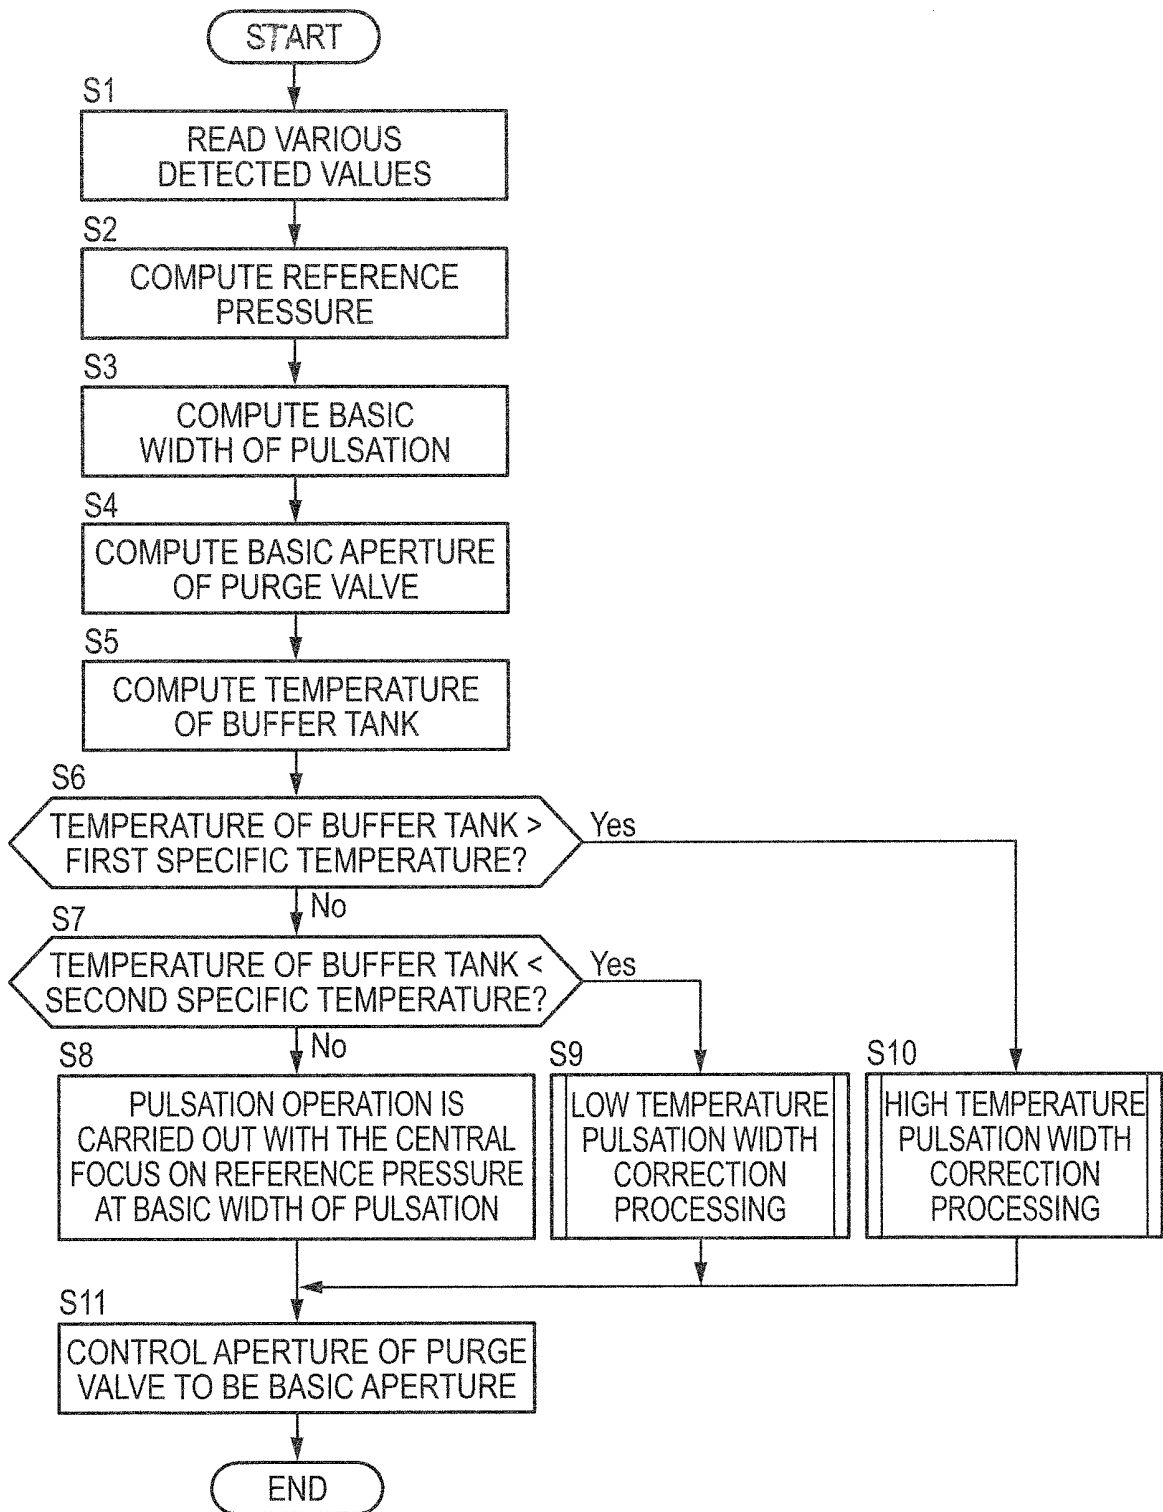 START
S1
READ VARIOUS
DETECTED VALUES
S2
COMPUTE REFERENCE
PRESSURE
S3
COMPUTE BASIC
WIDTH OF PULSATION
S4
COMPUTE BASIC APERTURE
OF PURGE VALVE
S5
COMPUTE TEMPERATURE
OF BUFFER TANK
S6
TEMPERATURE OF BUFFER TANK >
FIRST SPECIFIC TEMPERATURE?
Yes
No
S7
TEMPERATURE OF BUFFER TANK <
SECOND SPECIFIC TEMPERATURE?
Yes
No
S8
PULSATION OPERATION IS
CARRIED OUT WITH THE CENTRAL
FOCUS ON REFERENCE PRESSURE
AT BASIC WIDTH OF PULSATION
S9
LOW TEMPERATURE
PULSATION WIDTH
CORRECTION
PROCESSING
S10
HIGH TEMPERATURE
PULSATION WIDTH
CORRECTION
PROCESSING
S11
CONTROL APERTURE OF PURGE
VALVE TO BE BASIC APERTURE
END